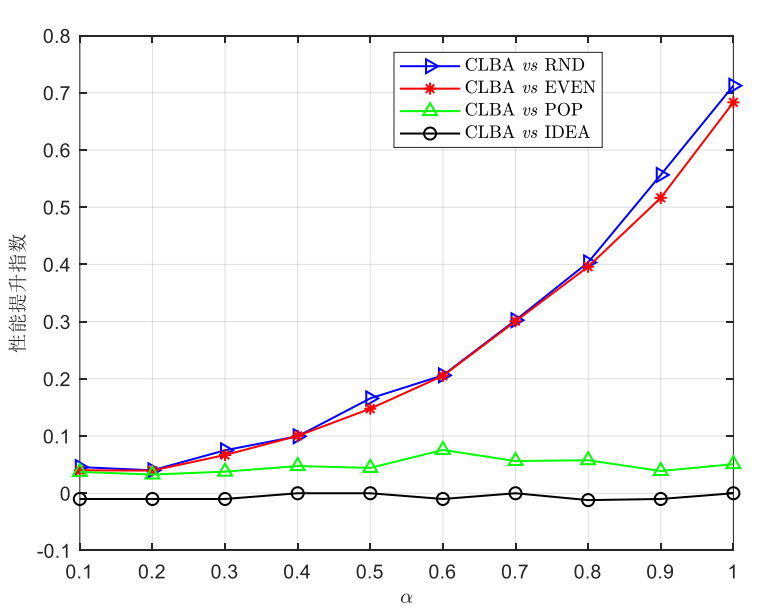 CLBA vs RND
CLBA vs EVEN
CLBA vs POP
CLBA vs IDEA
性能提升指数
0.8
0.7
0.6
0.5
0.4
0.3
0.2
0.1
0
-0.1
0.1 0.2 0.3 0.4 0.5 0.6 0.7 0.8 0.9 1
α